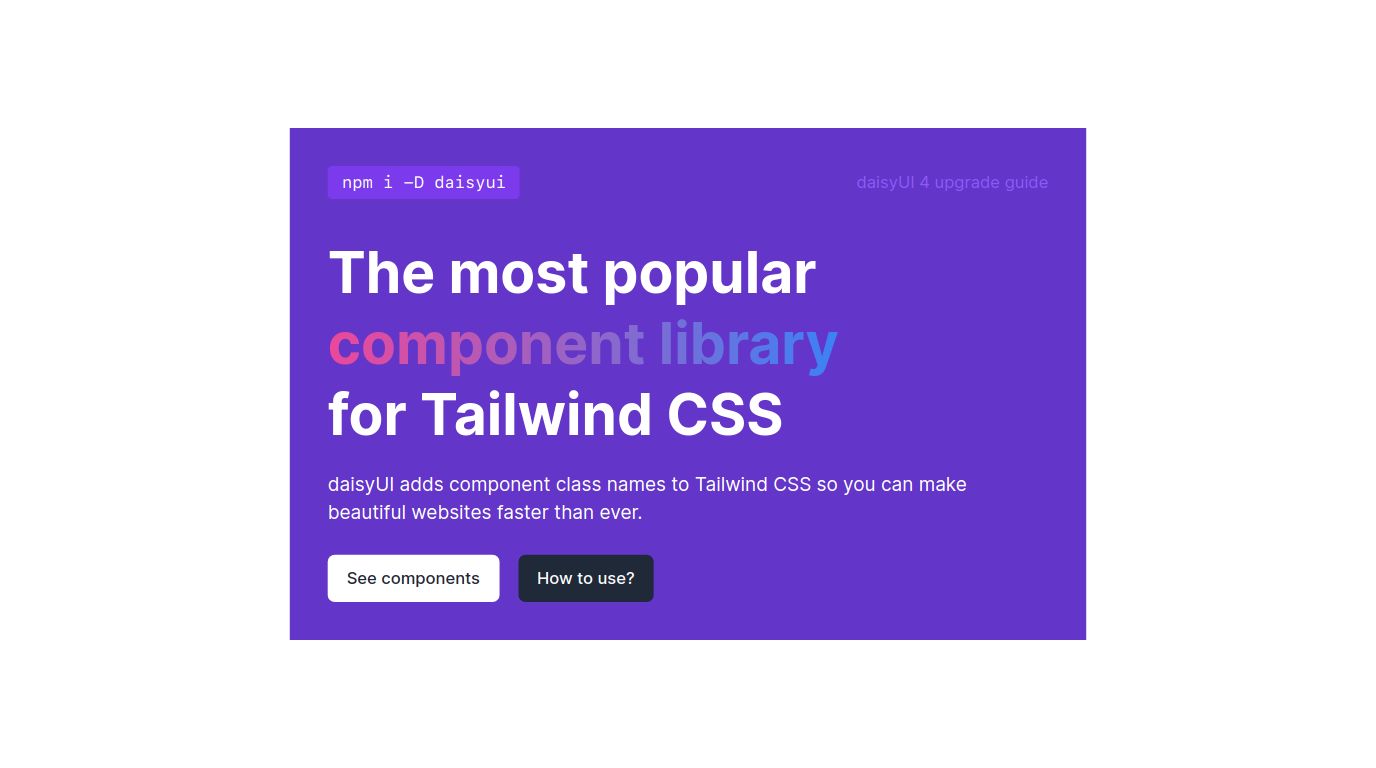 npm i -D daisyui
daisyUI 4 upgrade guide
The most popular
component library
for Tailwind CSS
daisyUI adds component class names to Tailwind CSS so you can make
beautiful websites faster than ever.
See components
How to use?